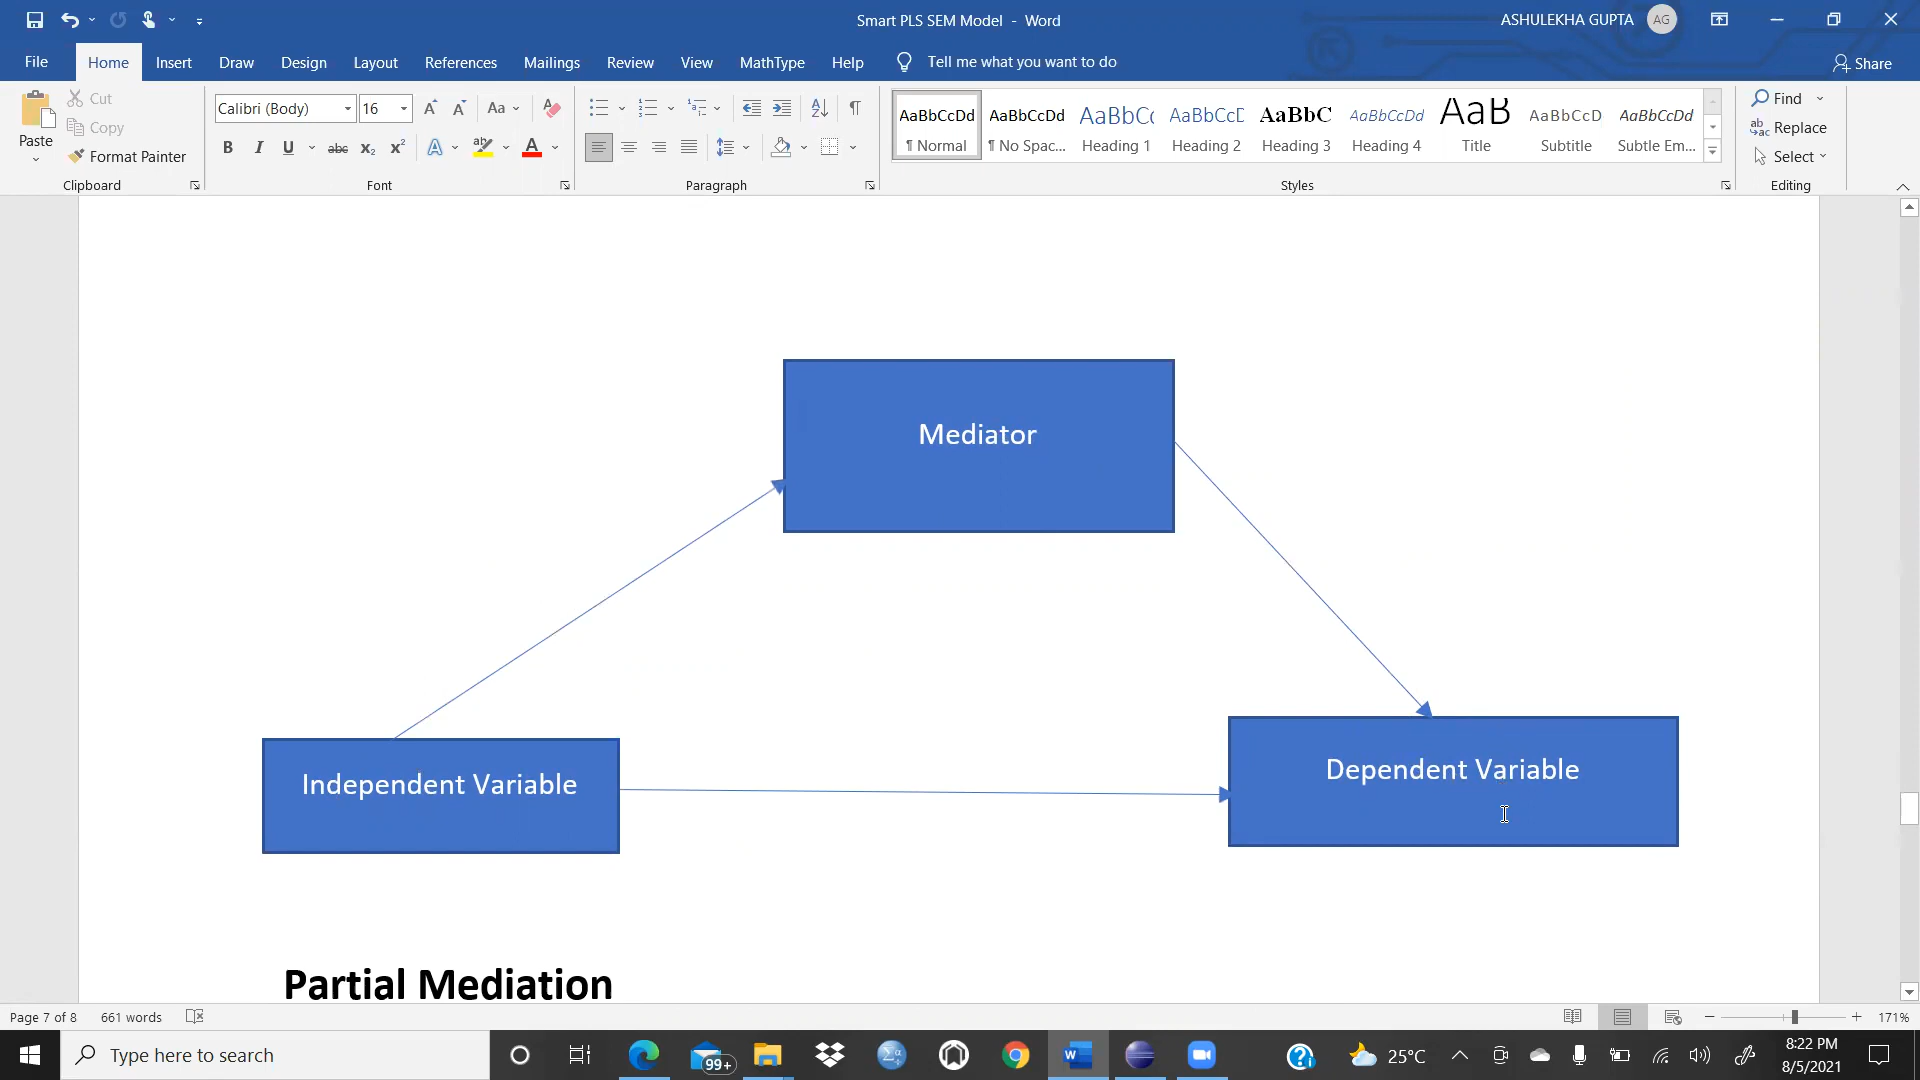 Smart PLS SEM Model - Word
ASHULEKHA GUPTA AG
File Home Insert Draw Design Layout References Mailings Review View MathType Help Tell me what you want to do Share
Paste
Cut
Copy
Format Painter
Clipboard
Calibri (Body) 16
Font
Paragraph
AaBbCcDd AaBbCcDd AaBbCc AaBbCcD AaBbC AaBbCcDd AaB AaBbCcD AaBbCcDd
¶ Normal ¶ No Spac... Heading 1 Heading 2 Heading 3 Heading 4 Title Subtitle Subtle Em...
Styles
Find
Replace
Select
Editing
Mediator
Independent Variable
Dependent Variable
Partial Mediation
Page 7 of 8 661 words 171%
Type here to search
99+
25°C
8:22 PM
8/5/2021